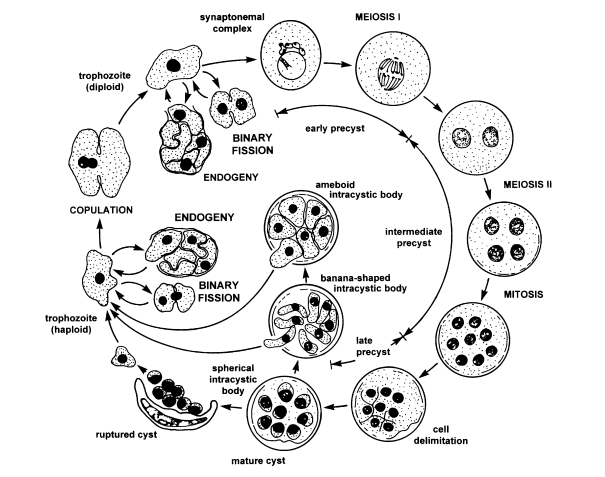 synaptonemal
complex
MEIOSIS I
trophozoite
(diploid)
early precyst
BINARY
FISSION
ENDOGENY
MEIOSIS II
COPULATION
ameboid
intracystic body
ENDOGENY
intermediate
precyst
banana-shaped
intracystic body
BINARY
FISSION
MITOSIS
trophozoite
(haploid)
late
precyst
spherical
intracystic
body
ruptured cyst
mature cyst
cell
delimitation